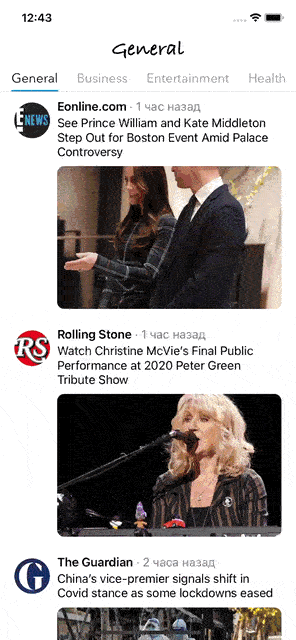 12:43
General
General Business Entertainment Health
E NEWS
Eonline.com · 1 час назад
See Prince William and Kate Middleton
Step Out for Boston Event Amid Palace
Controversy
RS
Rolling Stone · 1 час назад
Watch Christine McVie's Final Public
Performance at 2020 Peter Green
Tribute Show
G
The Guardian · 2 часа назад
China's vice-premier signals shift in
Covid stance as some lockdowns eased